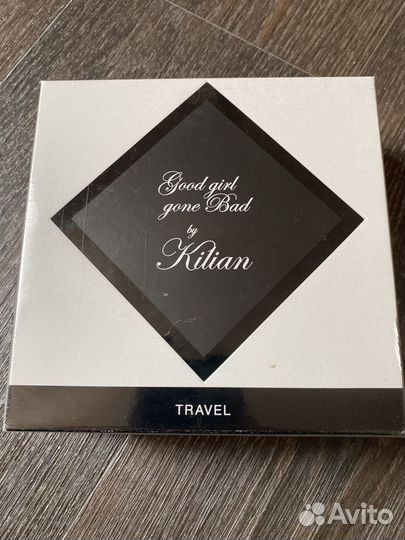 Good girl
gone Bad
by
Kilian
TRAVEL
Avito